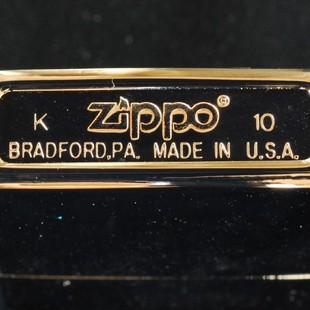 K Zippo® 10
BRADFORD,PA. MADE IN U.S.A.